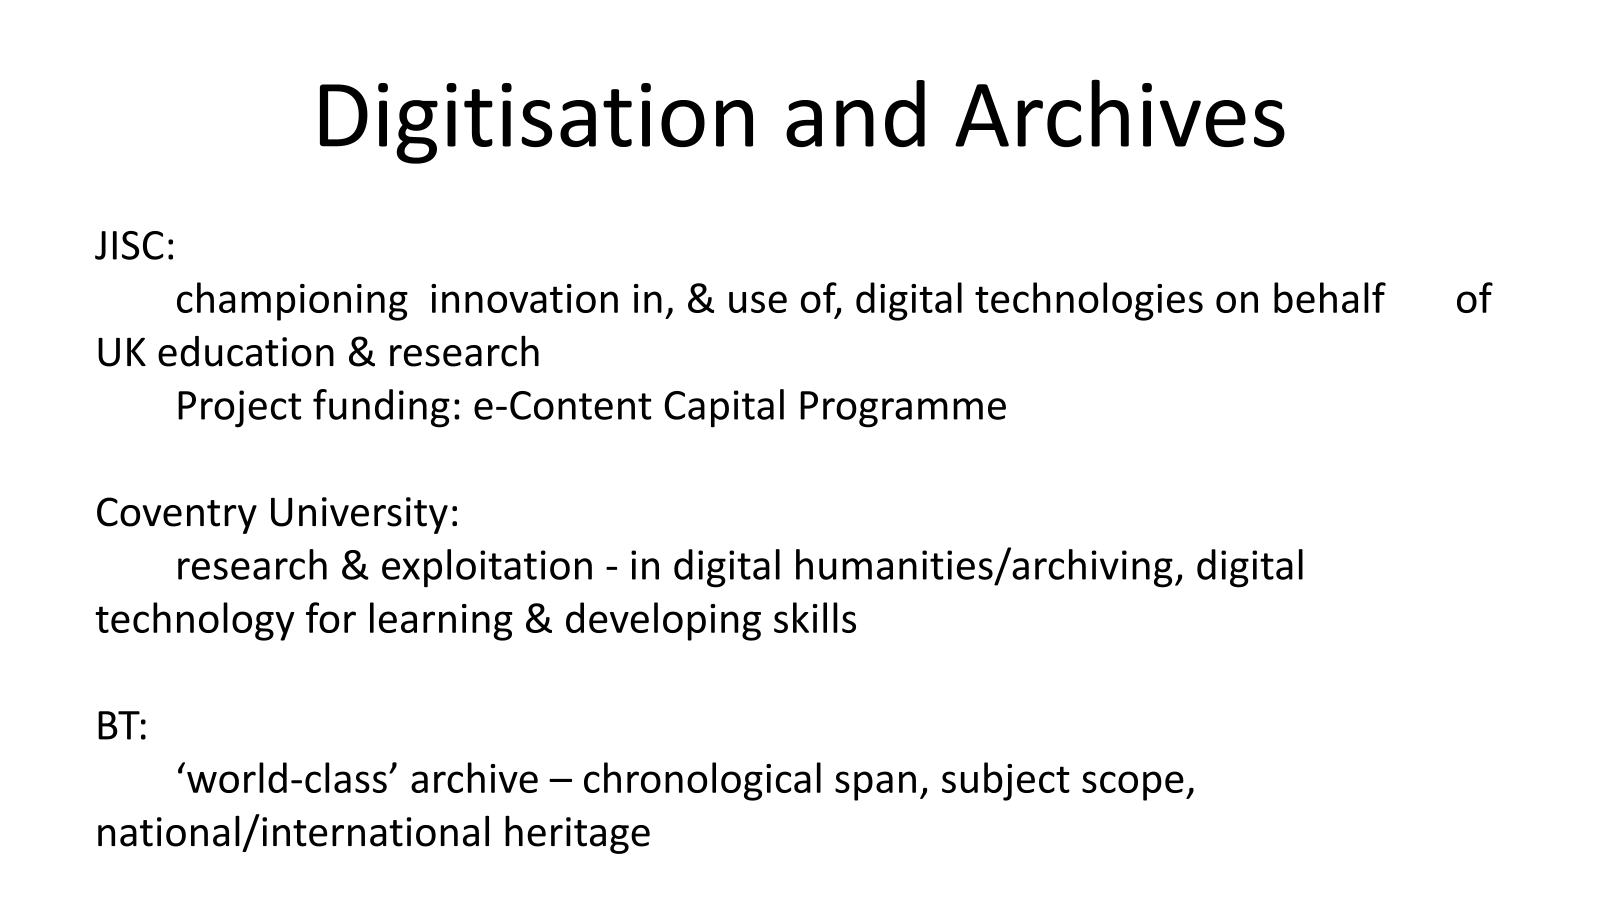 Digitisation and Archives
JISC:
championing  innovation in, & use of, digital technologies on behalf of
UK education & research
Project funding: e-Content Capital Programme
Coventry University:
research & exploitation - in digital humanities/archiving, digital
technology for learning & developing skills
BT:
‘world-class’ archive – chronological span, subject scope,
national/international heritage